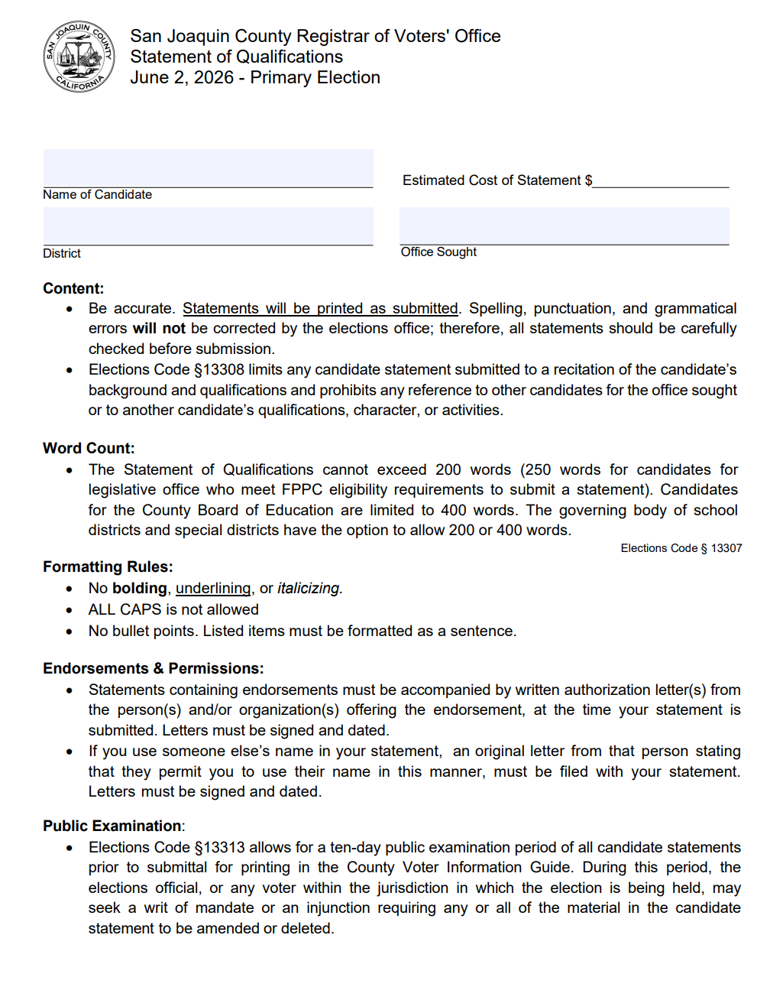 SAN JOAQUIN COUNTY
CALIFORNIA
San Joaquin County Registrar of Voters' Office
Statement of Qualifications
June 2, 2026 - Primary Election
Estimated Cost of Statement $
Name of Candidate
District
Office Sought
Content:
• Be accurate. Statements will be printed as submitted. Spelling, punctuation, and grammatical
errors will not be corrected by the elections office; therefore, all statements should be carefully
checked before submission.
• Elections Code §13308 limits any candidate statement submitted to a recitation of the candidate’s
background and qualifications and prohibits any reference to other candidates for the office sought
or to another candidate’s qualifications, character, or activities.
Word Count:
• The Statement of Qualifications cannot exceed 200 words (250 words for candidates for
legislative office who meet FPPC eligibility requirements to submit a statement). Candidates
for the County Board of Education are limited to 400 words. The governing body of school
districts and special districts have the option to allow 200 or 400 words.
Elections Code § 13307
Formatting Rules:
• No bolding, underlining, or italicizing.
• ALL CAPS is not allowed
• No bullet points. Listed items must be formatted as a sentence.
Endorsements & Permissions:
• Statements containing endorsements must be accompanied by written authorization letter(s) from
the person(s) and/or organization(s) offering the endorsement, at the time your statement is
submitted. Letters must be signed and dated.
• If you use someone else’s name in your statement, an original letter from that person stating
that they permit you to use their name in this manner, must be filed with your statement.
Letters must be signed and dated.
Public Examination:
• Elections Code §13313 allows for a ten-day public examination period of all candidate statements
prior to submittal for printing in the County Voter Information Guide. During this period, the
elections official, or any voter within the jurisdiction in which the election is being held, may
seek a writ of mandate or an injunction requiring any or all of the material in the candidate
statement to be amended or deleted.